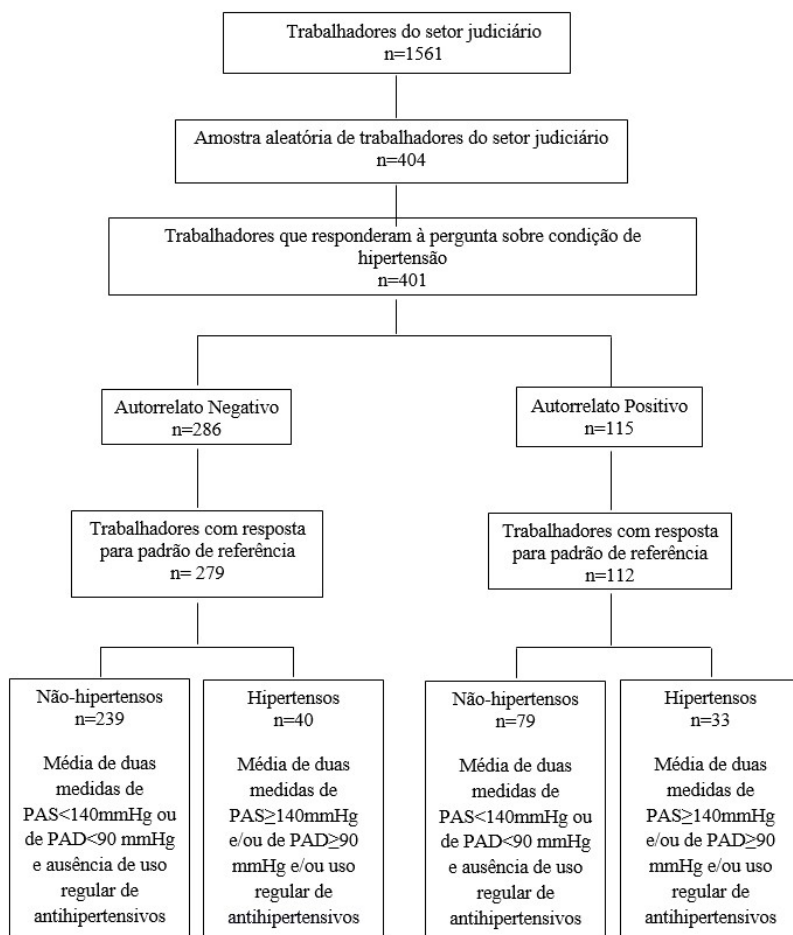 Trabalhadores do setor judiciário
n=1561
Amostra aleatória de trabalhadores do setor judiciário
n=404
Trabalhadores que responderam à pergunta sobre condição de
hipertensão
n=401
Autorrelato Negativo
n=286
Autorrelato Positivo
n=115
Trabalhadores com resposta
para padrão de referência
n= 279
Trabalhadores com resposta
para padrão de referência
n=112
Não-hipertensos
n=239
Média de duas
medidas de
PAS<140mmHg ou
de PAD<90 mmHg
e ausência de uso
regular de
antihipertensivos
Hipertensos
n=40
Média de duas
medidas de
PAS≥140mmHg
e/ou de PAD≥90
mmHg e/ou uso
regular de
antihipertensivos
Não-hipertensos
n=79
Média de duas
medidas de
PAS<140mmHg ou
de PAD<90 mmHg
e ausência de uso
regular de
antihipertensivos
Hipertensos
n=33
Média de duas
medidas de
PAS≥140mmHg
e/ou de PAD≥90
mmHg e/ou uso
regular de
antihipertensivos